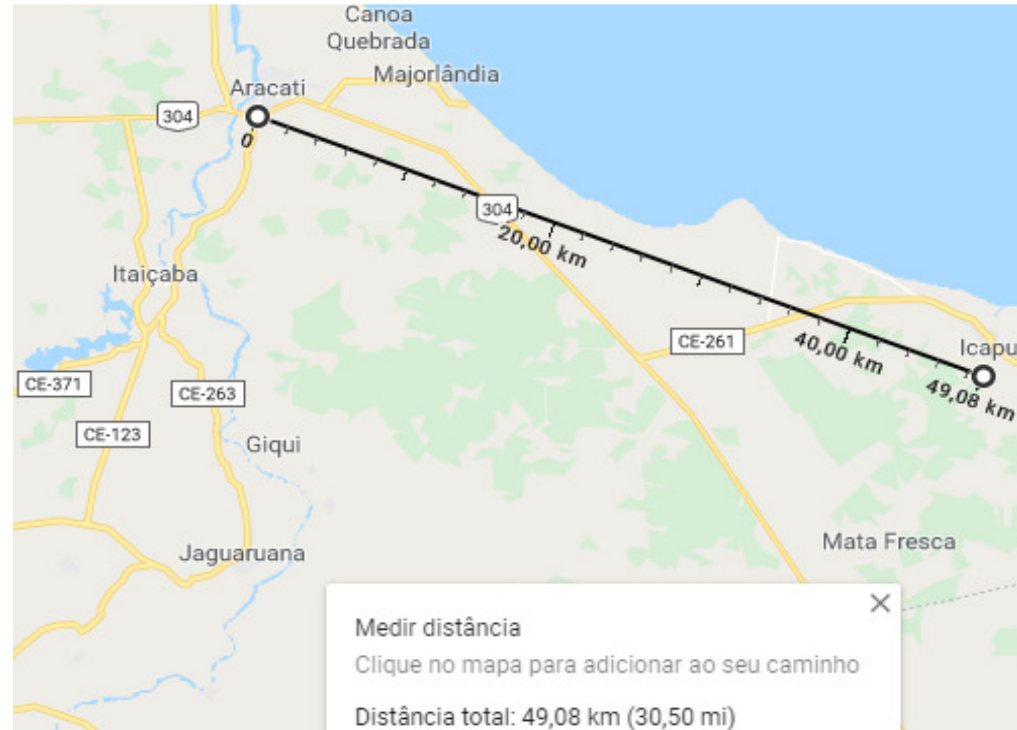 Canoa
Quebrada
Majorlândia
Aracati
304
0
304
20,00 km
Itaiçaba
CE-261
40,00 km
Icapu
49,08 km
CE-371
CE-263
CE-123
Giqui
Mata Fresca
Jaguaruana
Medir distância
Clique no mapa para adicionar ao seu caminho
Distância total: 49,08 km (30,50 mi)